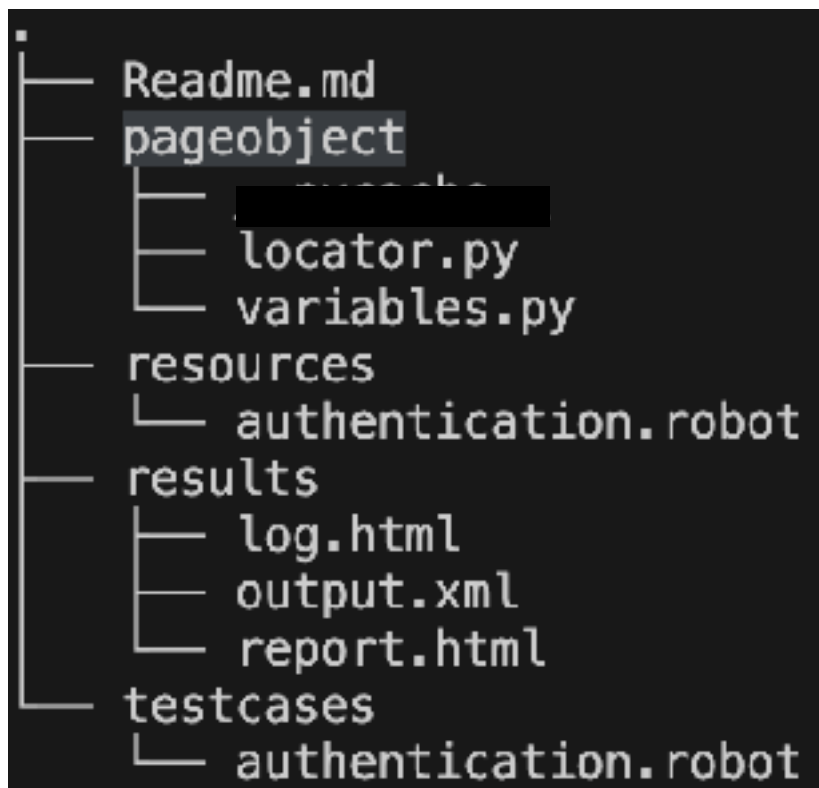 .
├── Readme.md
├── pageobject
│   ├──
│   ├── locator.py
│   └── variables.py
├── resources
│   └── authentication.robot
├── results
│   ├── log.html
│   ├── output.xml
│   └── report.html
└── testcases
    └── authentication.robot